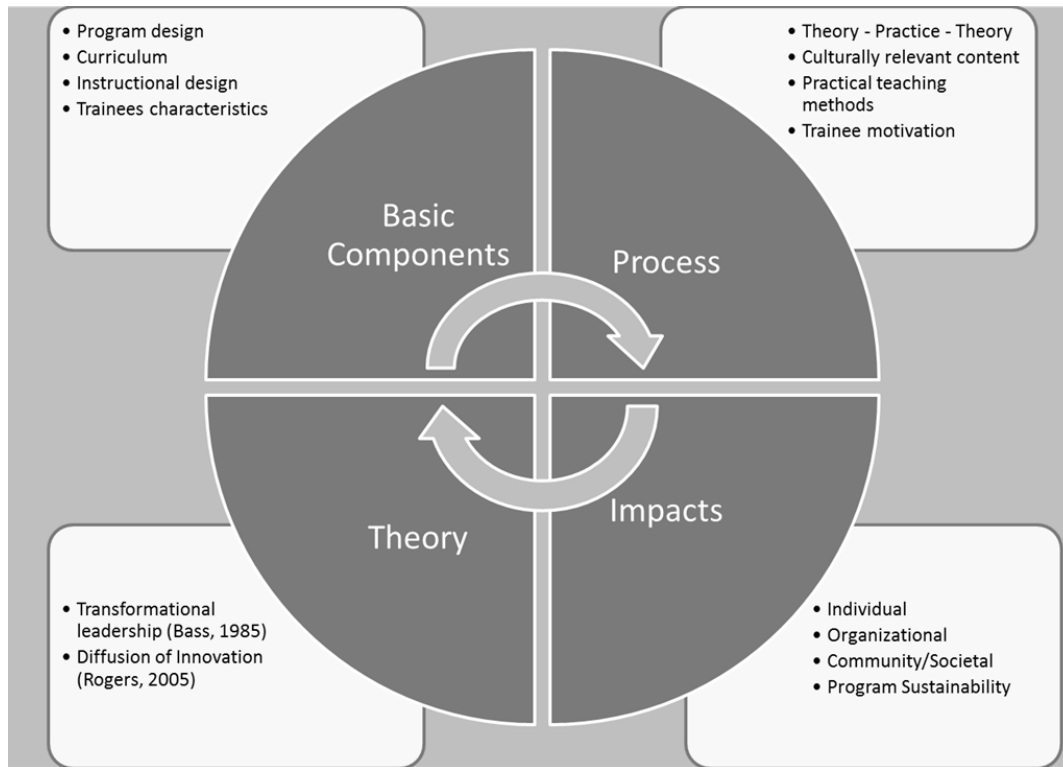 • Program design
• Curriculum
• Instructional design
• Trainees characteristics
• Theory - Practice - Theory
• Culturally relevant content
• Practical teaching
methods
• Trainee motivation
Basic
Components
Process
Theory
Impacts
• Transformational
leadership (Bass, 1985)
• Diffusion of Innovation
(Rogers, 2005)
• Individual
• Organizational
• Community/Societal
• Program Sustainability